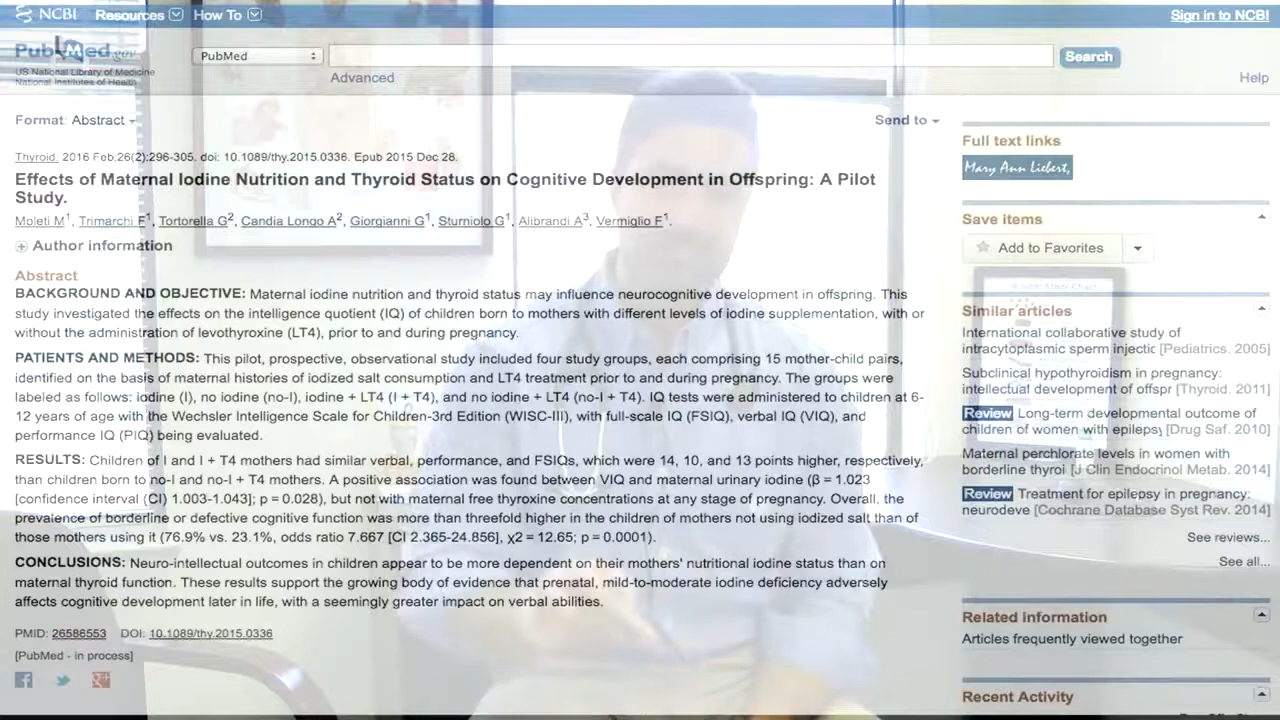 NCBI Resources How To Sign in to NCBI
PubMed.gov
US National Library of Medicine
National Institutes of Health
PubMed
Search
Advanced
Help
Format: Abstract
Send to
Thyroid. 2016 Feb.26(2):296-305. doi: 10.1089/thy.2015.0336. Epub 2015 Dec 28.
Effects of Maternal Iodine Nutrition and Thyroid Status on Cognitive Development in Offspring: A Pilot
Study.
Moleti M1, Trimarchi F1, Tortorella G2, Candia Longo A2, Giorgianni G1, Sturniolo G1, Alibrandi A3, Vermiglio F1.
Author information
Abstract
BACKGROUND AND OBJECTIVE: Maternal iodine nutrition and thyroid status may influence neurocognitive development in offspring. This
study investigated the effects on the intelligence quotient (IQ) of children born to mothers with different levels of iodine supplementation, with or
without the administration of levothyroxine (LT4), prior to and during pregnancy.
PATIENTS AND METHODS: This pilot, prospective, observational study included four study groups, each comprising 15 mother-child pairs,
identified on the basis of maternal histories of iodized salt consumption and LT4 treatment prior to and during pregnancy. The groups were
labeled as follows: iodine (I), no iodine (no-I), iodine + LT4 (I + T4), and no iodine + LT4 (no-I + T4). IQ tests were administered to children at 6-
12 years of age with the Wechsler Intelligence Scale for Children-3rd Edition (WISC-III), with full-scale IQ (FSIQ), verbal IQ (VIQ), and
performance IQ (PIQ) being evaluated.
RESULTS: Children of I and I + T4 mothers had similar verbal, performance, and FSIQs, which were 14, 10, and 13 points higher, respectively,
than children born to no-I and no-I + T4 mothers. A positive association was found between VIQ and maternal urinary iodine (β = 1.023
[confidence interval (CI) 1.003-1.043]; p = 0.028), but not with maternal free thyroxine concentrations at any stage of pregnancy. Overall, the
prevalence of borderline or defective cognitive function was more than threefold higher in the children of mothers not using iodized salt than of
those mothers using it (76.9% vs. 23.1%, odds ratio 7.667 [CI 2.365-24.856], χ2 = 12.65; p = 0.0001).
CONCLUSIONS: Neuro-intellectual outcomes in children appear to be more dependent on their mothers' nutritional iodine status than on
maternal thyroid function. These results support the growing body of evidence that prenatal, mild-to-moderate iodine deficiency adversely
affects cognitive development later in life, with a seemingly greater impact on verbal abilities.
PMID: 26586553 DOI: 10.1089/thy.2015.0336
[PubMed - in process]
Full text links
Mary Ann Liebert,
Save items
Add to Favorites
Similar articles
International collaborative study of
intracytoplasmic sperm injectic [Pediatrics. 2005]
Subclinical hypothyroidism in pregnancy:
intellectual development of offspr [Thyroid. 2011]
Review Long-term developmental outcome of
children of women with epilepsy [Drug Saf. 2010]
Maternal perchlorate levels in women with
borderline thyroi [J Clin Endocrinol Metab. 2014]
Review Treatment for epilepsy in pregnancy:
neurodeve [Cochrane Database Syst Rev. 2014]
See reviews...
See all...
Related information
Articles frequently viewed together
Recent Activity